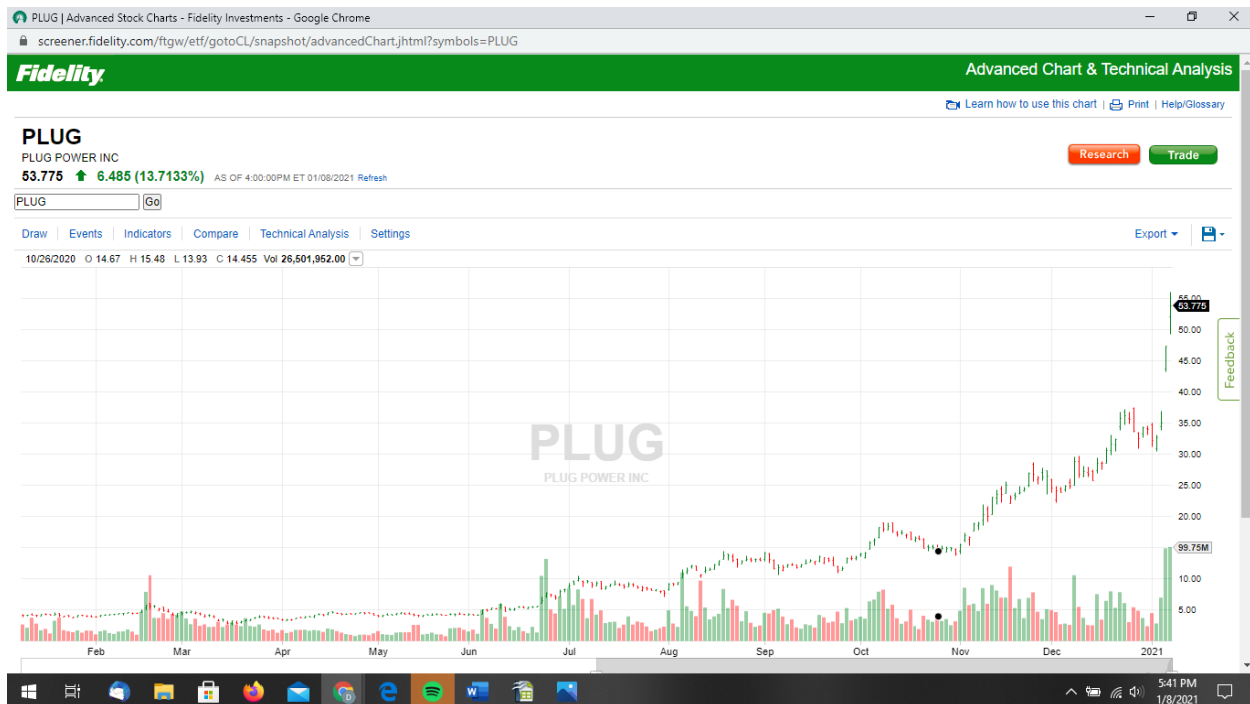 PLUG | Advanced Stock Charts - Fidelity Investments - Google Chrome
screener.fidelity.com/ftgw/etf/gotoCL/snapshot/advancedChart.jhtml?symbols=PLUG
Fidelity Advanced Chart & Technical Analysis
Learn how to use this chart | Print | Help/Glossary
PLUG
PLUG POWER INC
Research Trade
53.775 6.485 (13.7133%) AS OF 4:00:00PM ET 01/08/2021 Refresh
PLUG Go
Draw Events Indicators Compare Technical Analysis Settings Export
10/26/2020 O 14.67 H 15.48 L 13.93 C 14.455 Vol 26,501,952.00
55.00
53.775
50.00
45.00
40.00
35.00
30.00
25.00
20.00
99.75M
10.00
5.00
Feedback
PLUG
PLUG POWER INC
Feb Mar Apr May Jun Jul Aug Sep Oct Nov Dec 2021
5:41 PM
1/8/2021